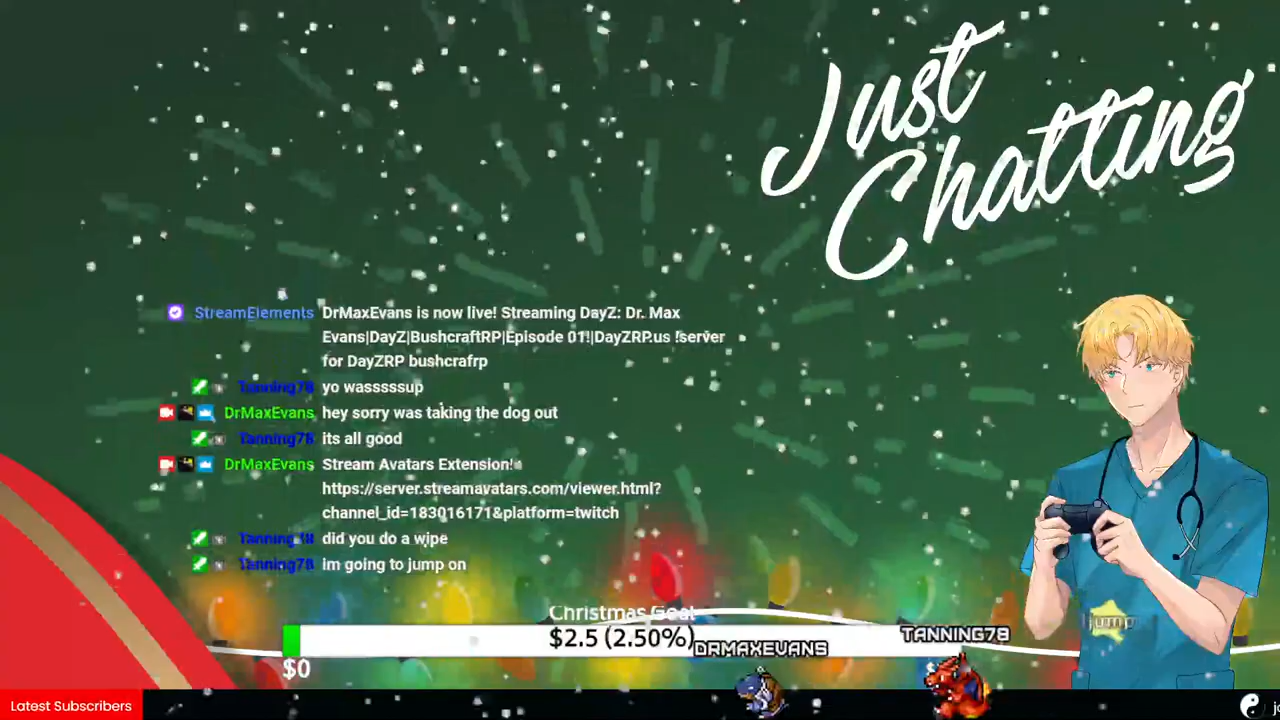 Just
Chatting
StreamElements DrMaxEvans is now live! Streaming DayZ: Dr. Max
Evans|DayZ|BushcraftRP|Episode 01!|DayZRP.us !server
for DayZRP bushcrafrp
Tanning78 yo wasssssup
DrMaxEvans hey sorry was taking the dog out
Tanning78 its all good
DrMaxEvans Stream Avatars Extension!
https://server.streamavatars.com/viewer.html?
channel_id=183016171&platform=twitch
Tanning78 did you do a wipe
Tanning78 Im going to jump on
Christmas Goal
$2.5 (2.50%)
$0
DRMAXEVANS
TANNING78
!jump
Latest Subscribers